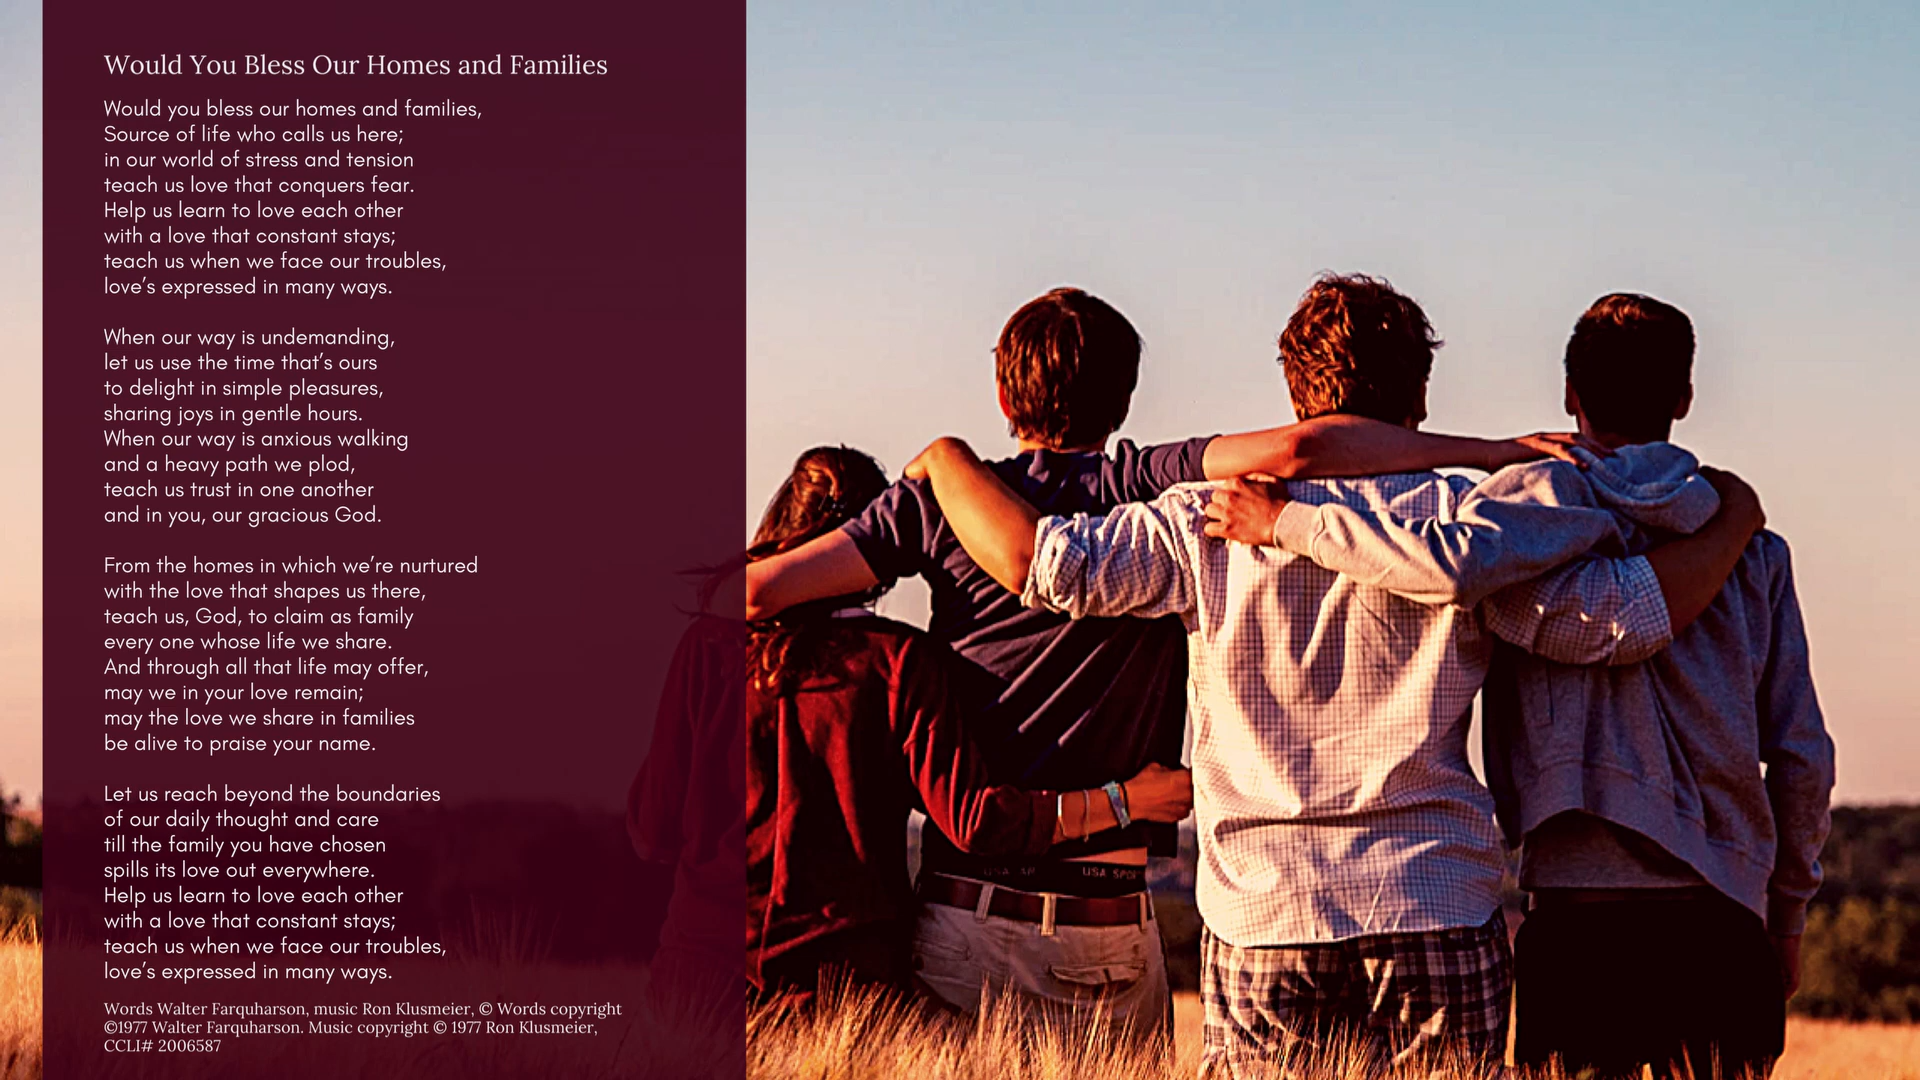 Would You Bless Our Homes and Families
Would you bless our homes and families,
Source of life who calls us here;
in our world of stress and tension
teach us love that conquers fear.
Help us learn to love each other
with a love that constant stays;
teach us when we face our troubles,
love's expressed in many ways.
When our way is undemanding,
let us use the time that's ours
to delight in simple pleasures,
sharing joys in gentle hours.
When our way is anxious walking
and a heavy path we plod,
teach us trust in one another
and in you, our gracious God.
From the homes in which we're nurtured
with the love that shapes us there,
teach us, God, to claim as family
every one whose life we share.
And through all that life may offer,
may we in your love remain;
may the love we share in families
be alive to praise your name.
Let us reach beyond the boundaries
of our daily thought and care
till the family you have chosen
spills its love out everywhere.
Help us learn to love each other
with a love that constant stays;
teach us when we face our troubles,
love's expressed in many ways.
Words Walter Farquharson, music Ron Klusmeier, © Words copyright
©1977 Walter Farquharson. Music copyright © 1977 Ron Klusmeier,
CCLI# 2006587
USA USA